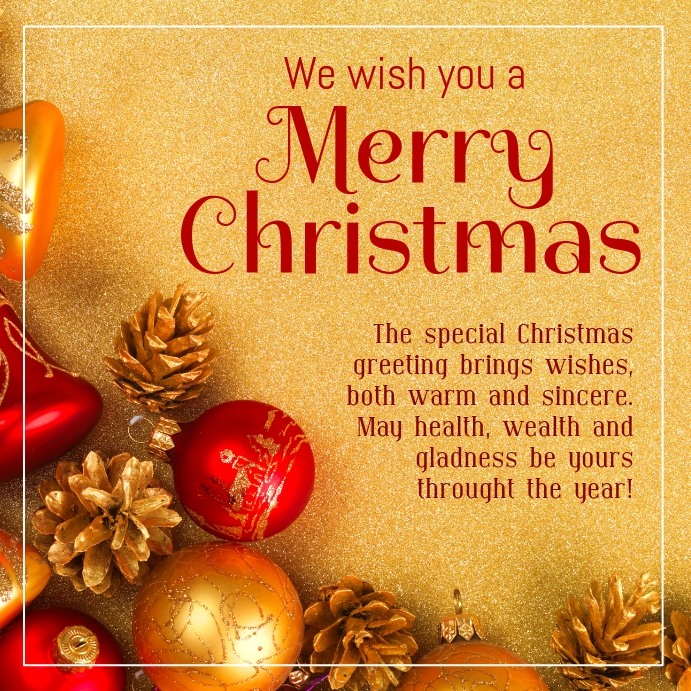 We wish you a
Merry
Christmas
The special Christmas
greeting brings wishes,
both warm and sincere.
May health, wealth and
gladness be yours
throught the year!